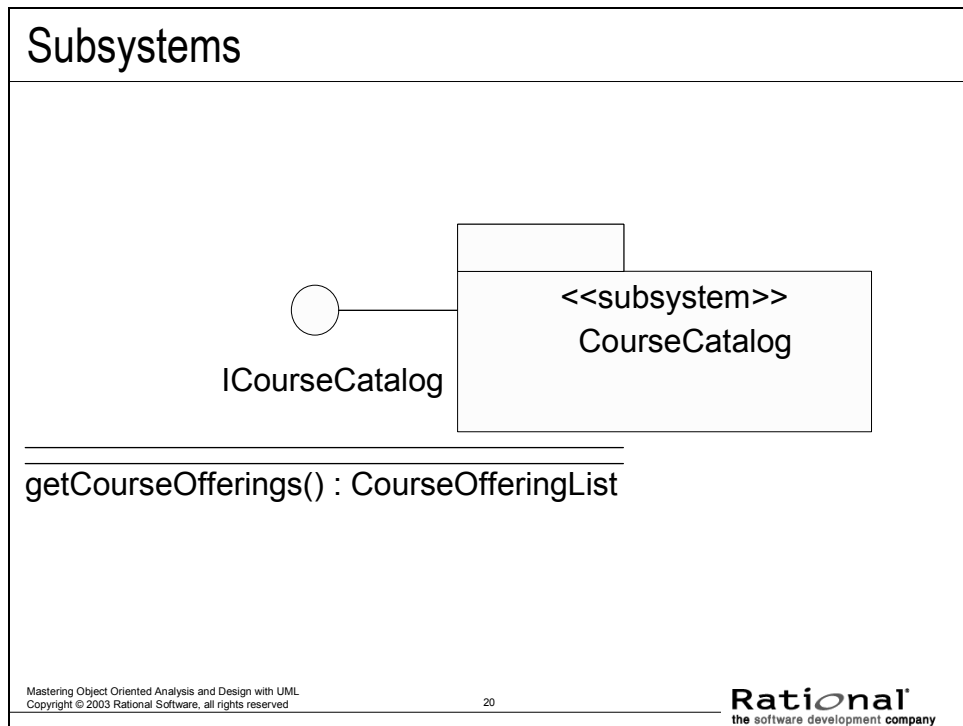 Subsystems
<<subsystem>>
CourseCatalog
ICourseCatalog
getCourseOfferings() : CourseOfferingList
Mastering Object Oriented Analysis and Design with UML
Copyright © 2003 Rational Software, all rights reserved
20
Rational
the software development company